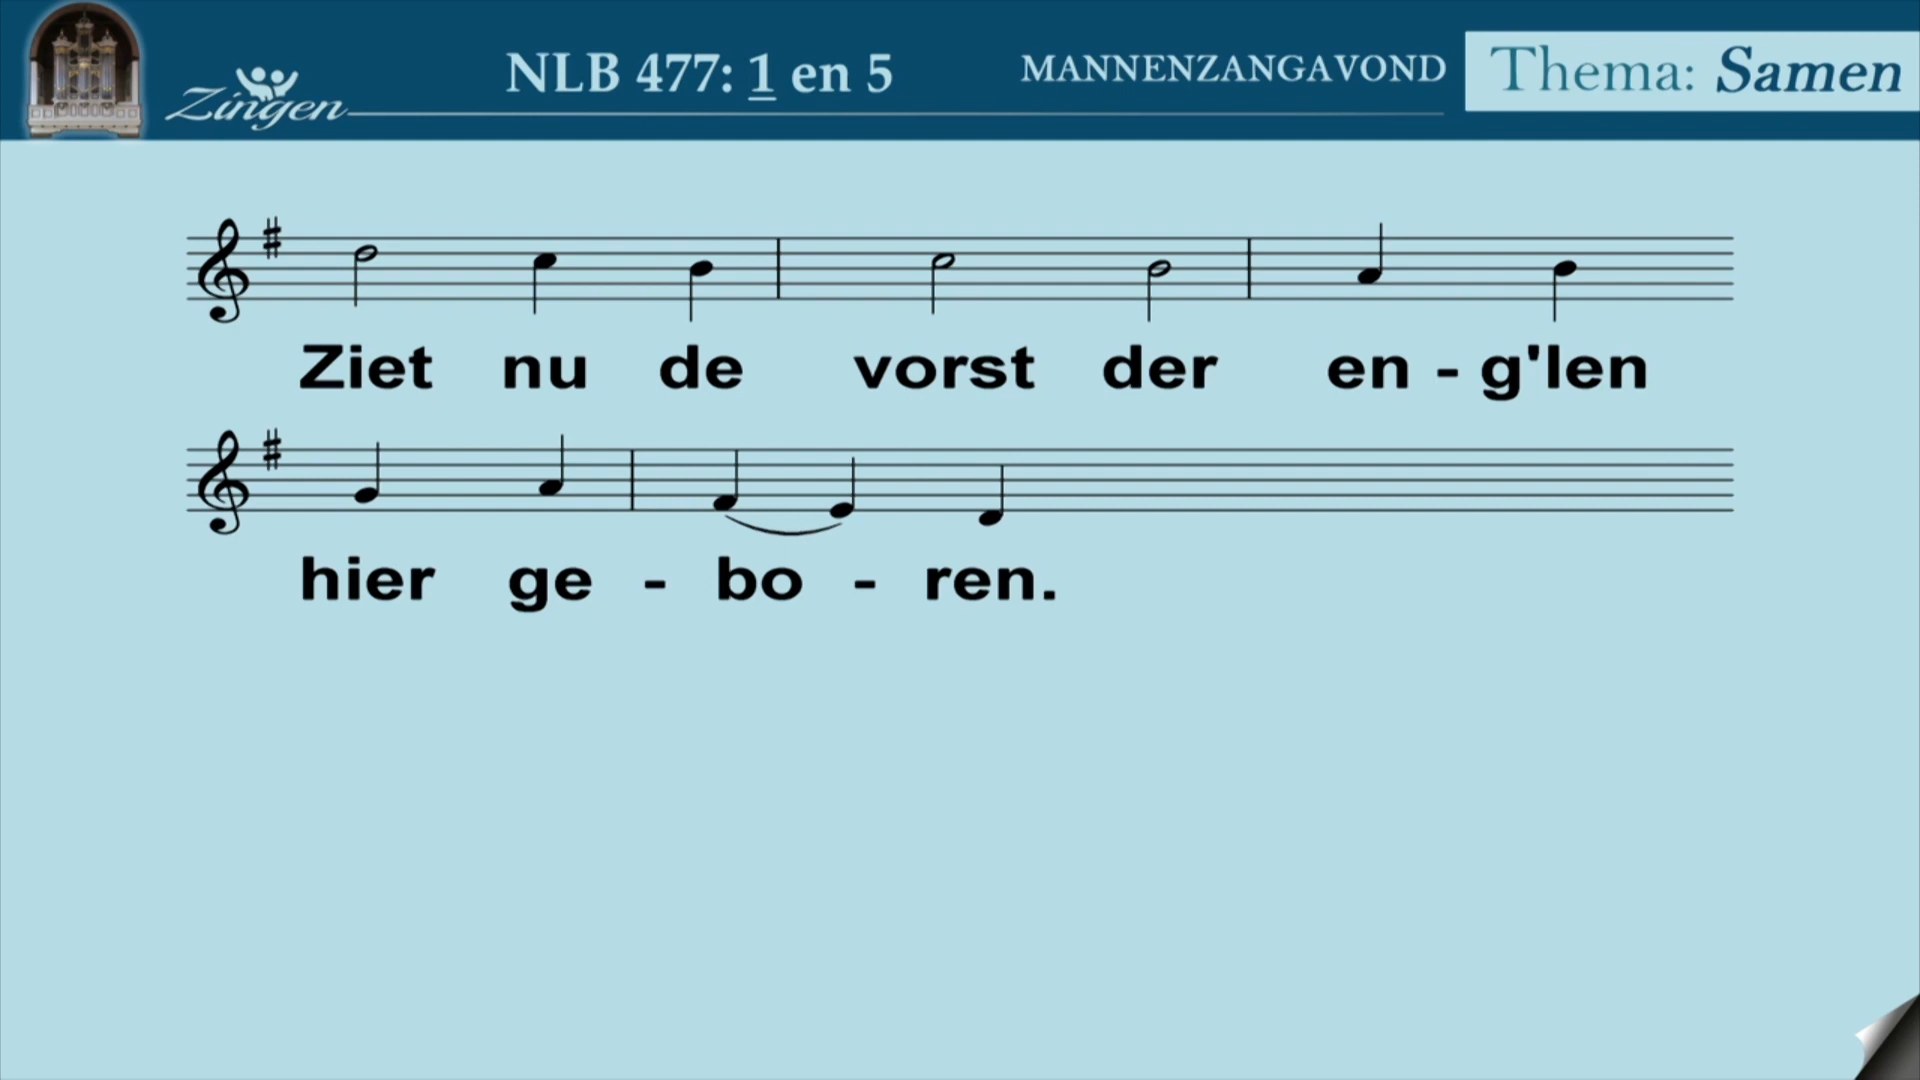 Zingen
NLB 477: 1 en 5
MANNENZANGAVOND
Thema: Samen
Ziet nu de vorst der en - g'len
hier ge - bo - ren.